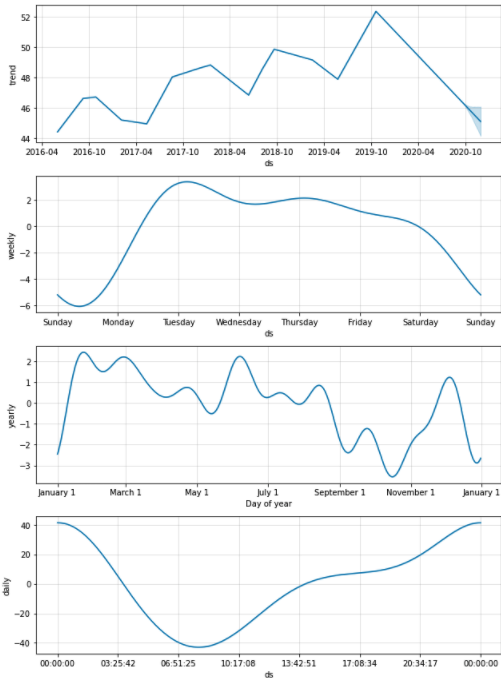 52
50
48
46
44
trend
2016-04 2016-10 2017-04 2017-10 2018-04 2018-10 2019-04 2019-10 2020-04 2020-10
ds
2
0
−2
−4
−6
weekly
Sunday Monday Tuesday Wednesday Thursday Friday Saturday Sunday
ds
2
1
0
−1
−2
−3
yearly
January 1 March 1 May 1 July 1 September 1 November 1 January 1
Day of year
40
20
0
−20
−40
daily
00:00:00 03:25:42 06:51:25 10:17:08 13:42:51 17:08:34 20:34:17 00:00:00
ds